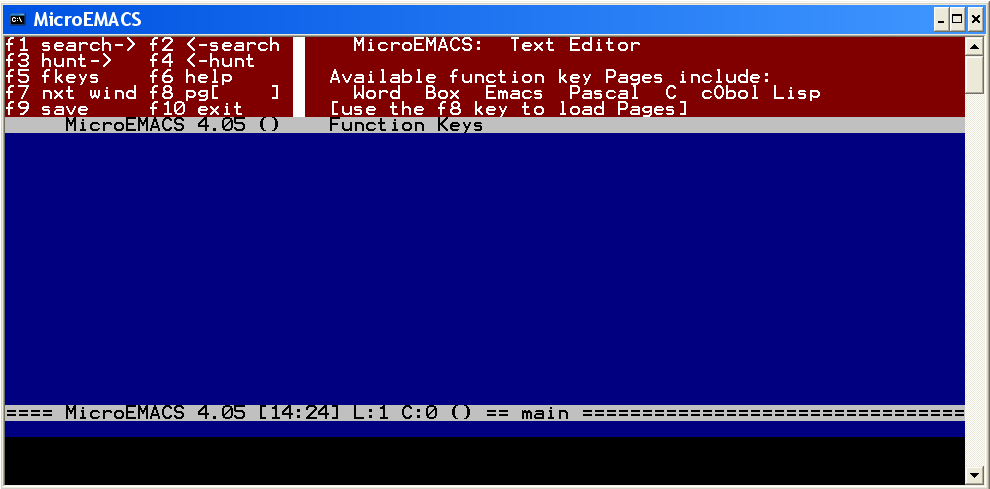 MicroEMACS
f1 search-> f2 <-search MicroEMACS: Text Editor
f3 hunt-> f4 <-hunt
f5 fkeys f6 help Available function key Pages include:
f7 nxt wind f8 pg[ ] Word Box Emacs Pascal C cObol Lisp
f9 save f10 exit [use the f8 key to load Pages]
MicroEMACS 4.05 () Function Keys
==== MicroEMACS 4.05 [14:24] L:1 C:0 () == main ================================